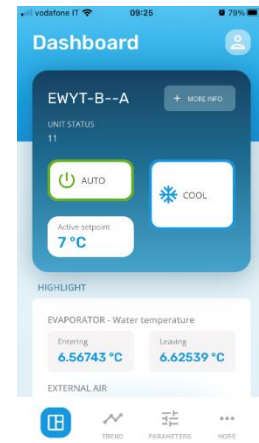 vodafone IT 09:25 79%
Dashboard
EWYT-B--A
+ MORE INFO
UNIT STATUS
11
AUTO
COOL
Active setpoint
7 °C
HIGHLIGHT
EVAPORATOR - Water temperature
Entering
6.56743 °C
Leaving
6.62539 °C
EXTERNAL AIR
TREND
PARAMETERS
MORE